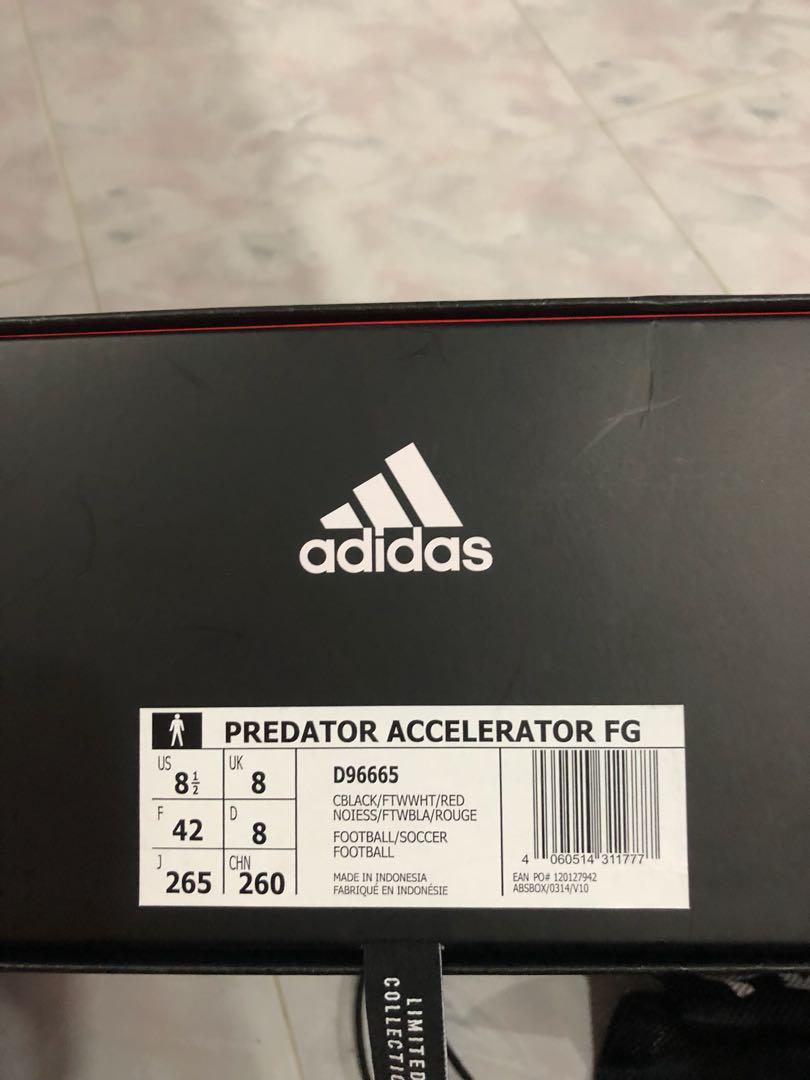 adidas
PREDATOR ACCELERATOR FG
US
8½
UK
8
F
42
D
8
J
265
CHN
260
D96665
CBLACK/FTWWHT/RED
NOIESS/FTWBLA/ROUGE
FOOTBALL/SOCCER
FOOTBALL
MADE IN INDONESIA
FABRIQUÉ EN INDONÉSIE
4 060514 311777
EAN PO# 120127942
ABSBOX/0314/V10
LIMITED
COLLECTIO